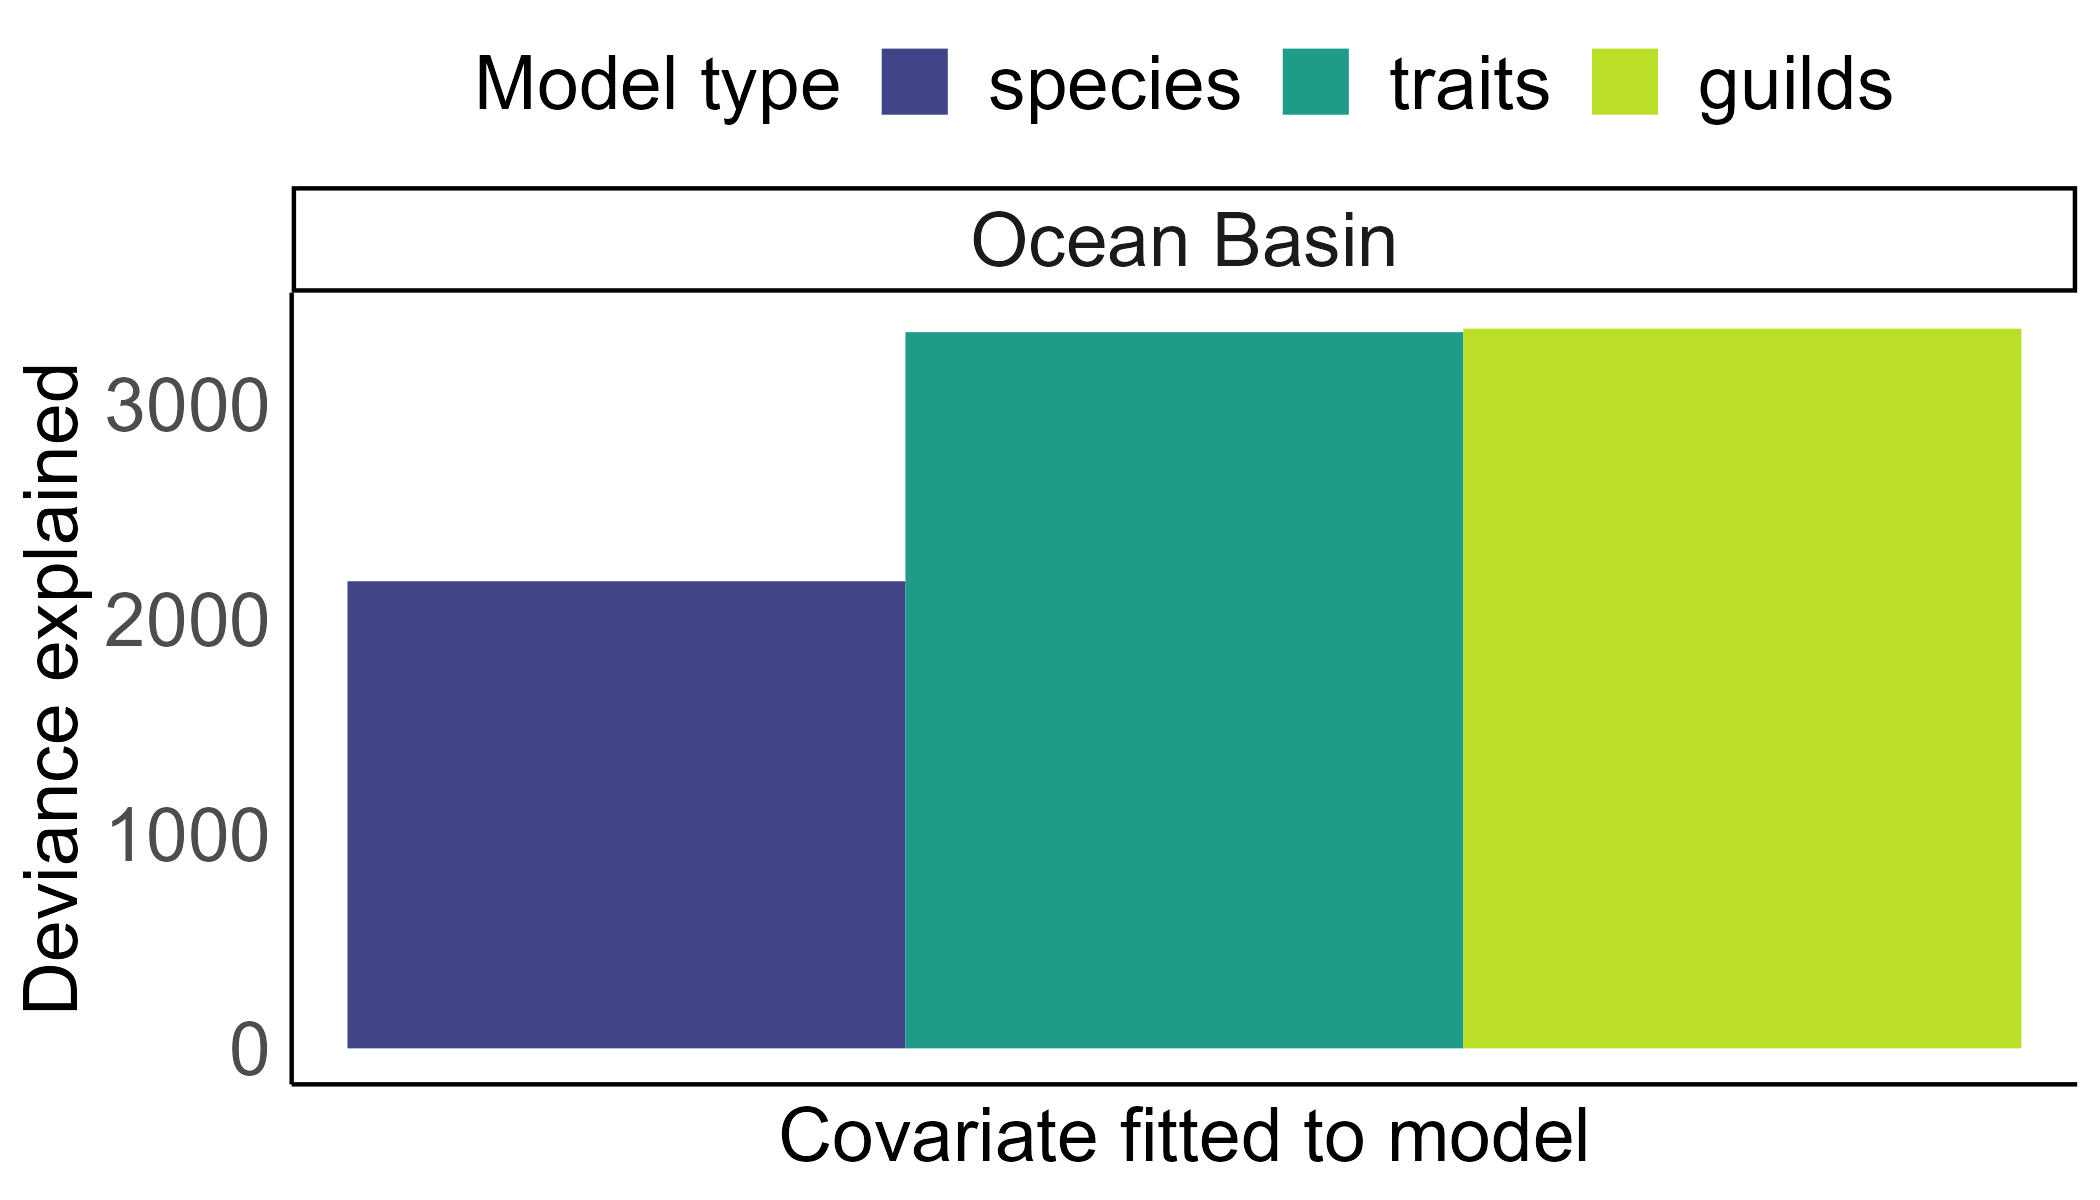 Model type species traits guilds
Ocean Basin
Deviance explained
3000
2000
1000
0
Covariate fitted to model